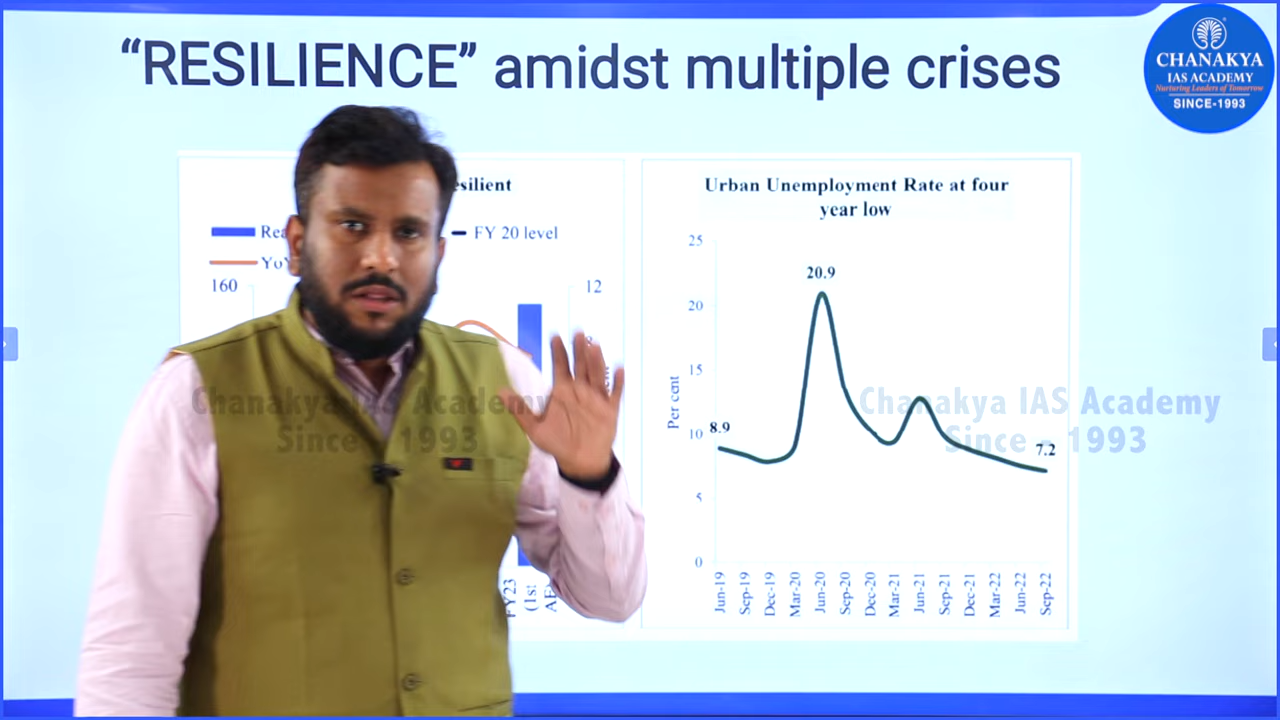 “RESILIENCE” amidst multiple crises
CHANAKYA
IAS ACADEMY
Nurturing Leaders of Tomorrow
SINCE-1993
FY 20 level
160
12
FY23
(1st
Urban Unemployment Rate at four
year low
25
20.9
20
15
Per cent
10
8.9
7.2
5
0
Jun-19
Sep-19
Dec-19
Mar-20
Jun-20
Sep-20
Dec-20
Mar-21
Jun-21
Sep-21
Dec-21
Mar-22
Jun-22
Sep-22
Chanakya IAS Academy
Since - 1993
Chanakya IAS Academy
Since - 1993